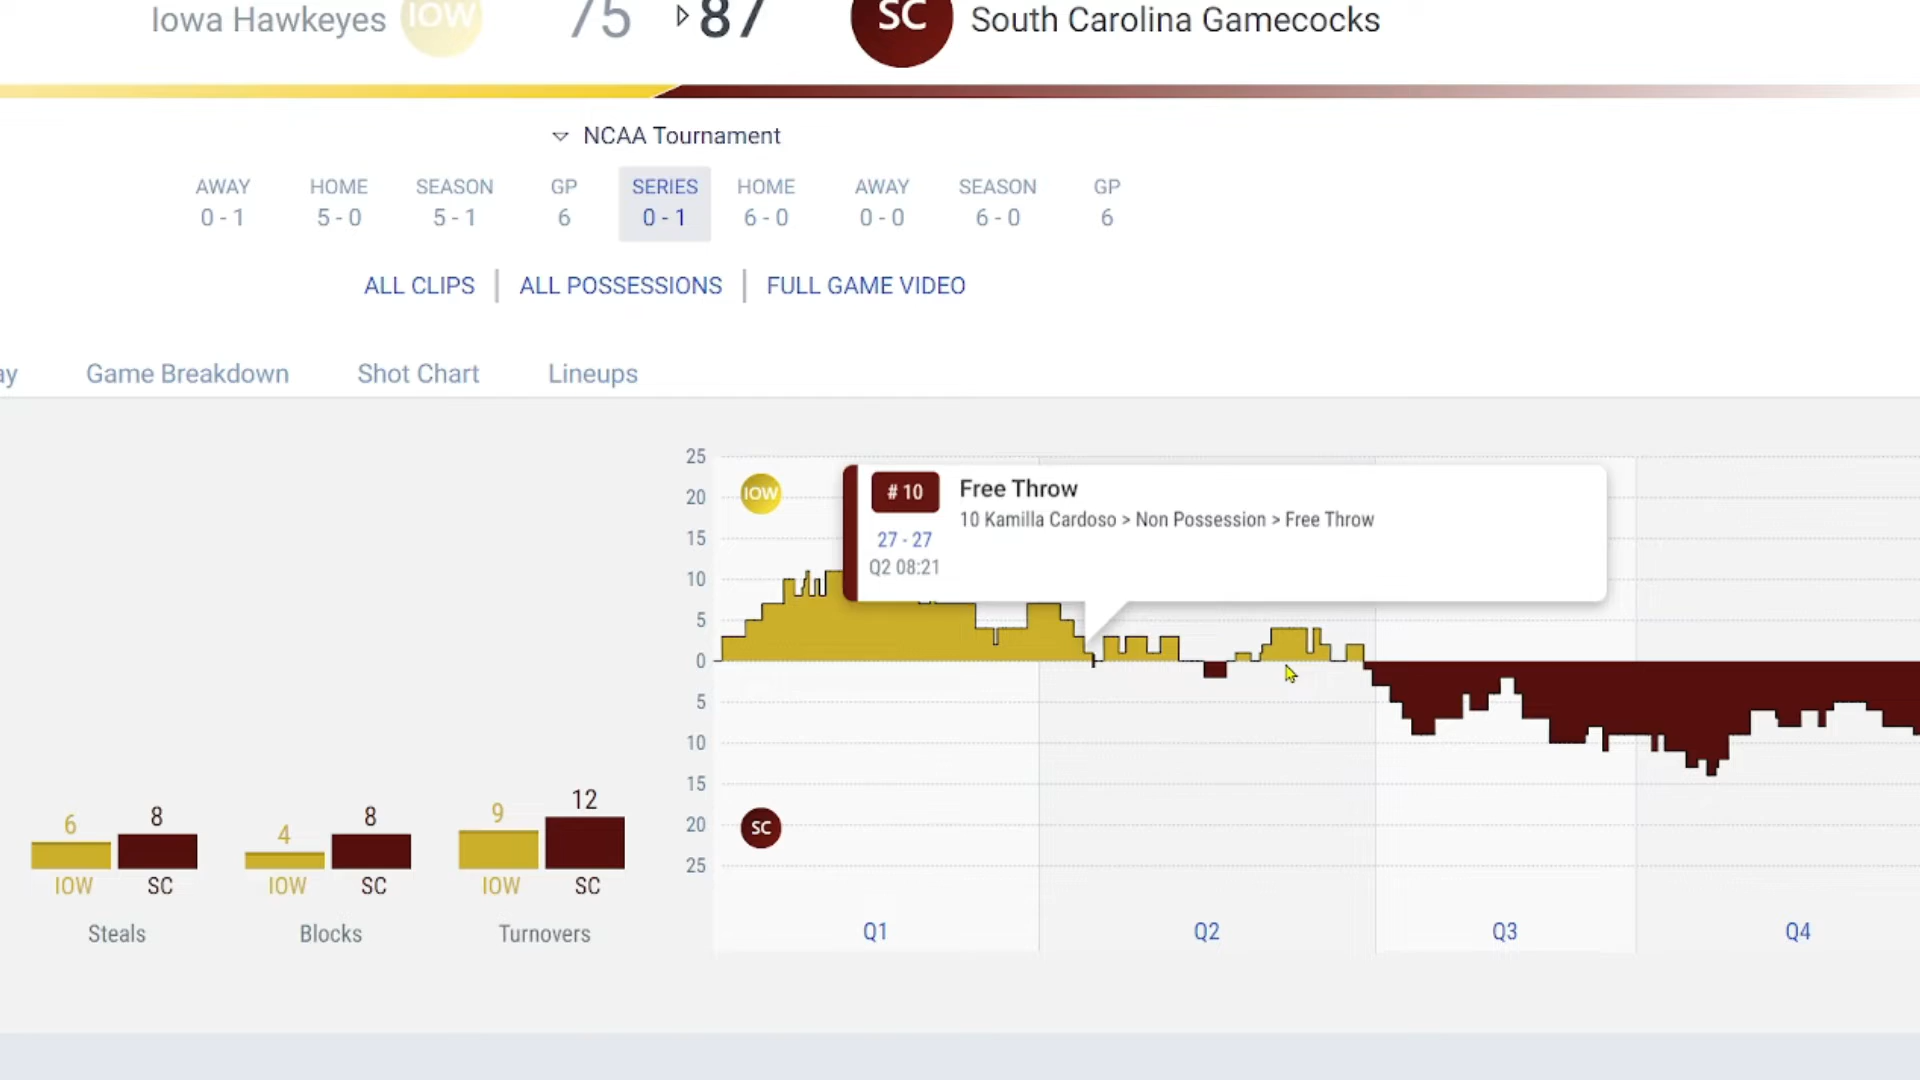 Iowa Hawkeyes IOW 75 87 SC South Carolina Gamecocks
NCAA Tournament
AWAY HOME SEASON GP SERIES HOME AWAY SEASON GP
0 - 1 5 - 0 5 - 1 6 0 - 1 6 - 0 0 - 0 6 - 0 6
ALL CLIPS ALL POSSESSIONS FULL GAME VIDEO
ay Game Breakdown Shot Chart Lineups
25
20
15
10
5
0
5
10
15
20
25
IOW
# 10
Free Throw
10 Kamilla Cardoso > Non Possession > Free Throw
27 - 27
Q2 08:21
SC
6 8 4 8 9 12
IOW SC IOW SC IOW SC
Steals Blocks Turnovers
Q1 Q2 Q3 Q4